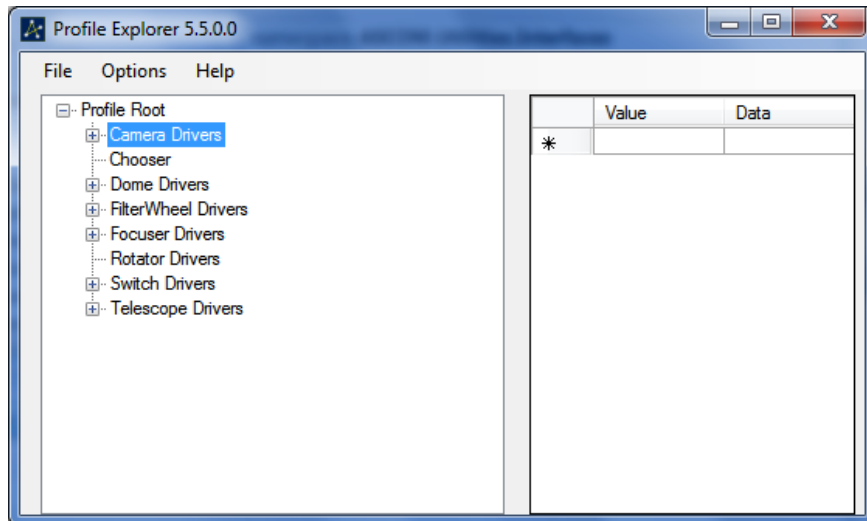 Profile Explorer 5.5.0.0
File Options Help
Profile Root
Camera Drivers
Chooser
Dome Drivers
FilterWheel Drivers
Focuser Drivers
Rotator Drivers
Switch Drivers
Telescope Drivers
Value Data